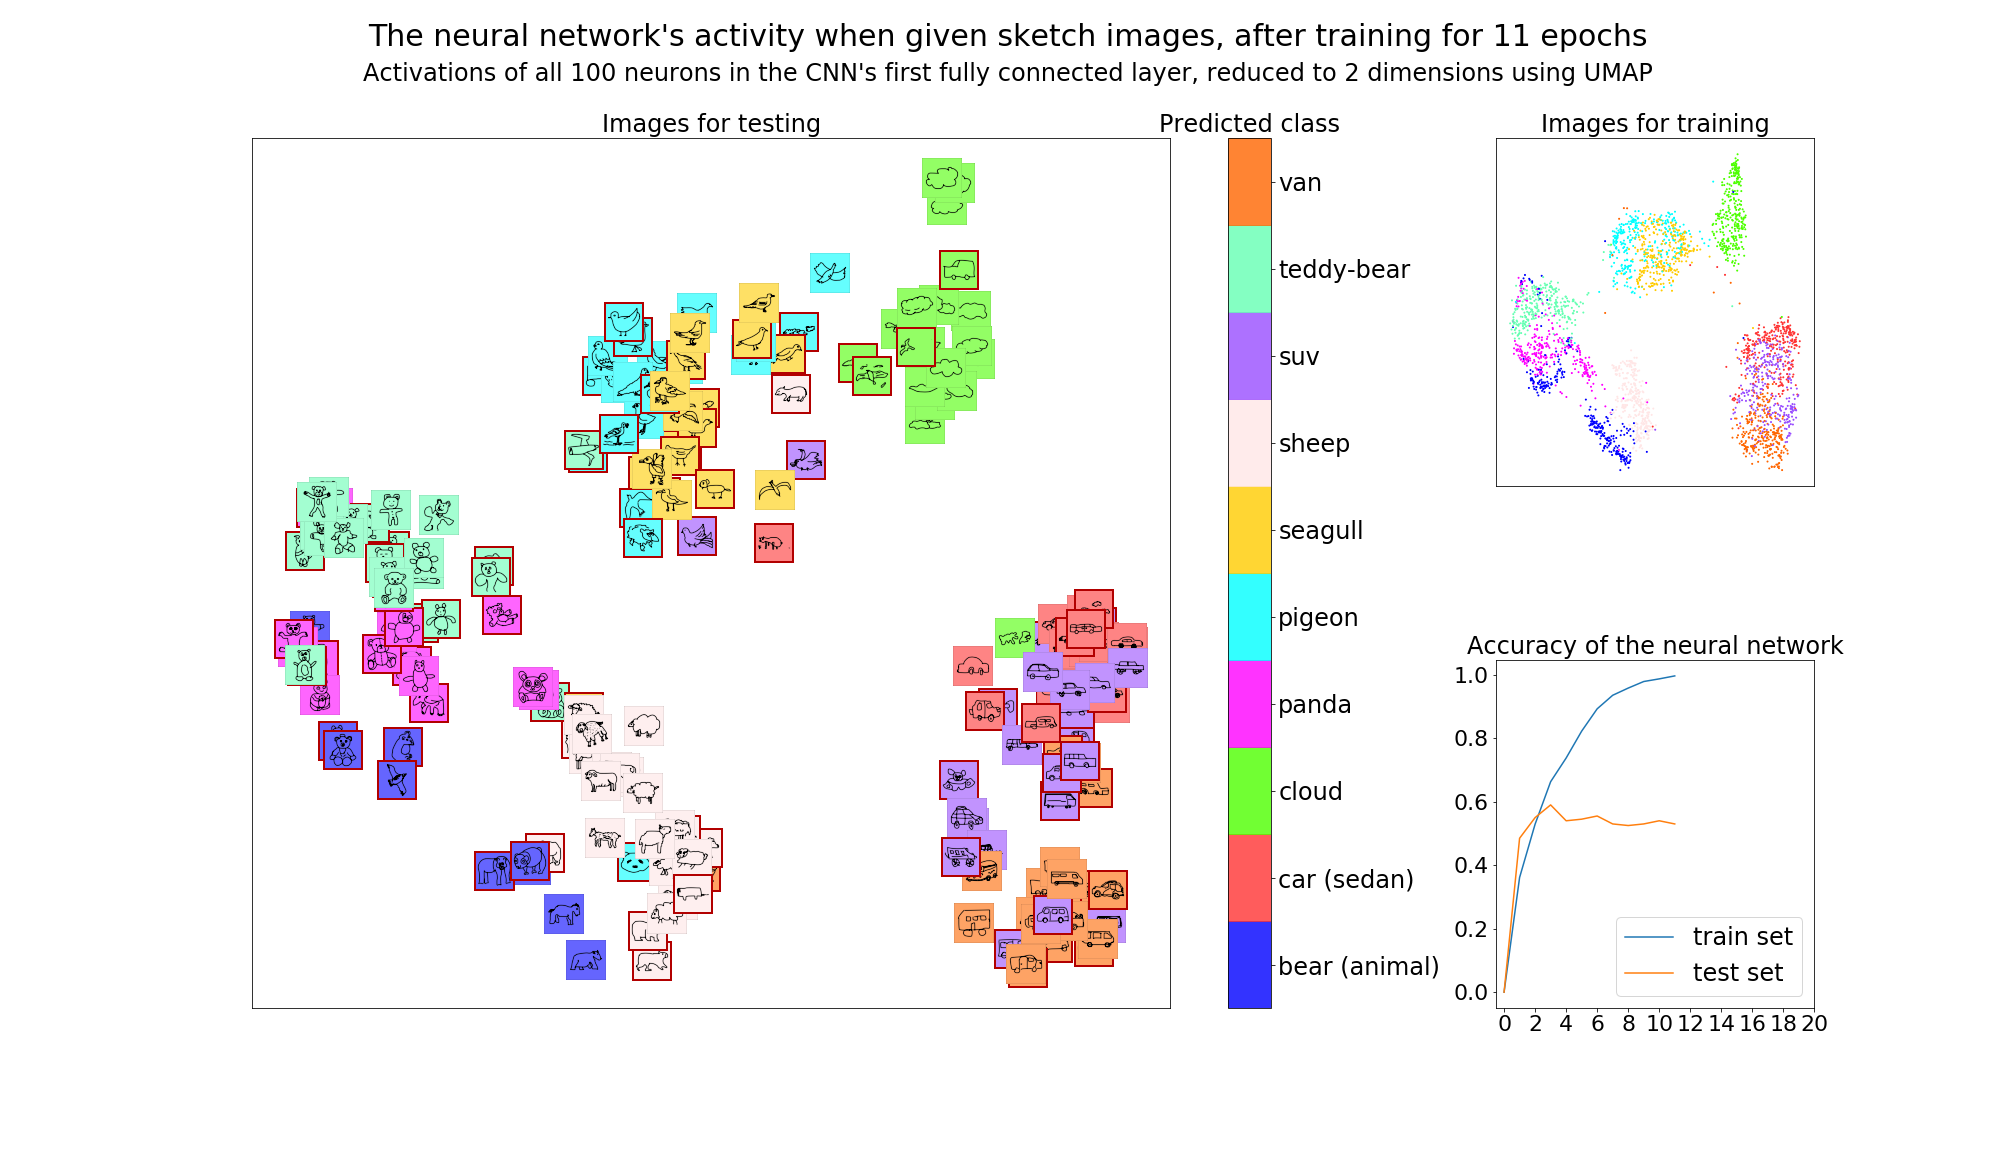 The neural network's activity when given sketch images, after training for 11 epochs
Activations of all 100 neurons in the CNN's first fully connected layer, reduced to 2 dimensions using UMAP
Images for testing
Predicted class
van
teddy-bear
suv
sheep
seagull
pigeon
panda
cloud
car (sedan)
bear (animal)
Images for training
Accuracy of the neural network
1.0
0.8
0.6
0.4
0.2
0.0
train set
test set
0 2 4 6 8 10 12 14 16 18 20